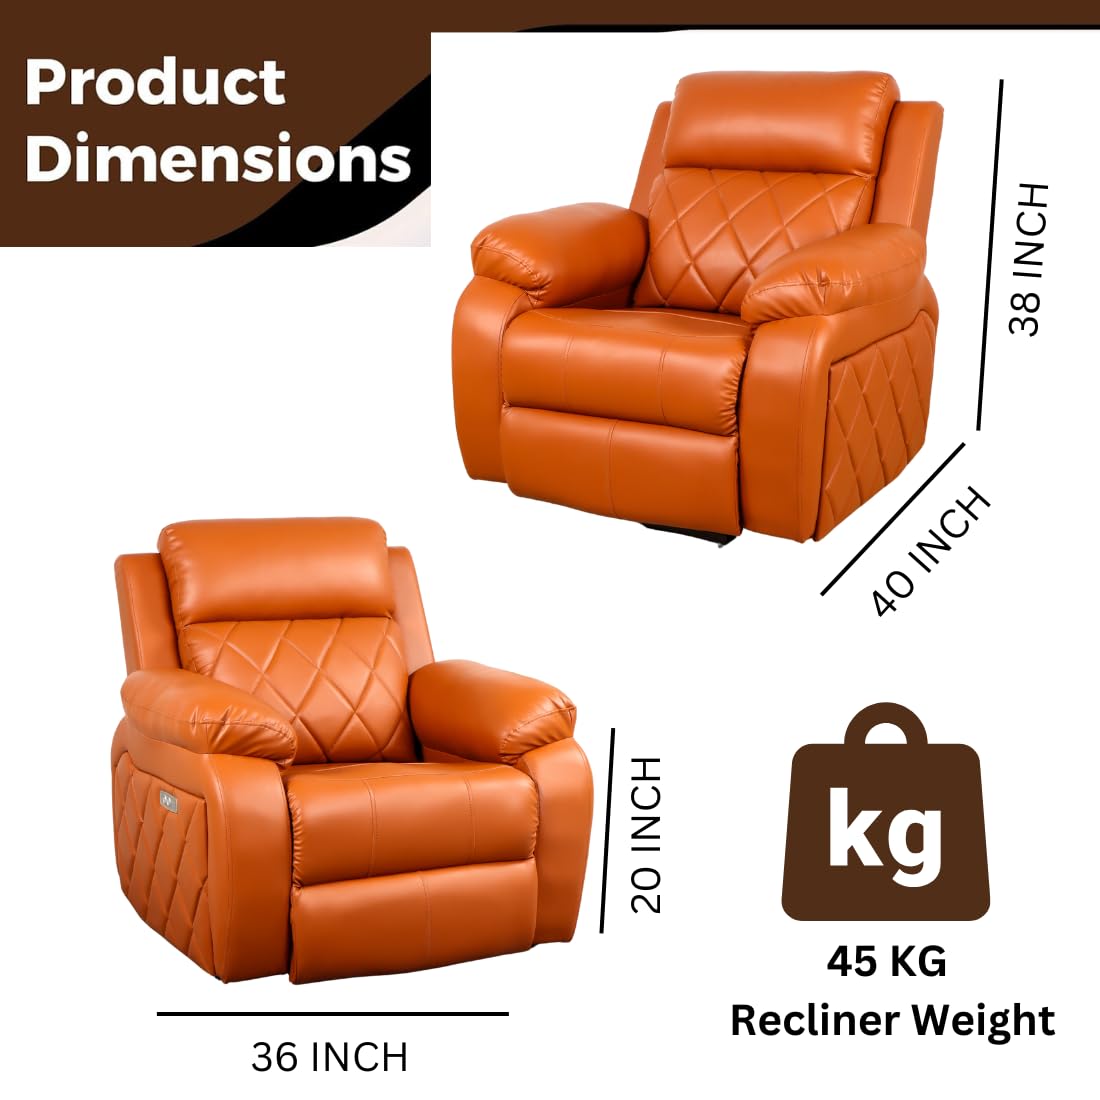 Product
Dimensions
38 INCH
40 INCH
20 INCH
36 INCH
kg
45 KG
Recliner Weight